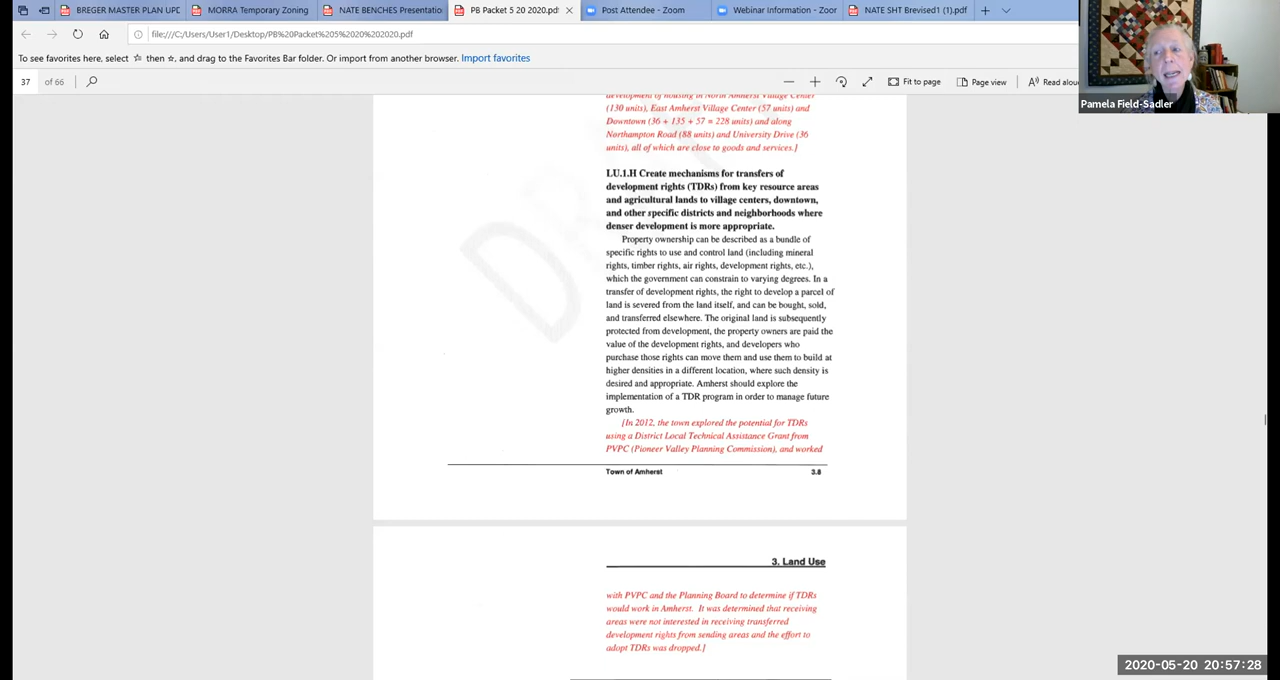 BREGER MASTER PLAN UPD
MORRA Temporary Zoning
NATE BENCHES Presentatio
PB Packet 5 20 2020.pdf
Post Attendee - Zoom
Webinar Information - Zoor
NATE SHT Brevised1 (1).pdf
file:///C:/Users/User1/Desktop/PB%20Packet%205%2020%202020.pdf
To see favorites here, select ☆ then ☆, and drag to the Favorites Bar folder. Or import from another browser. Import favorites
37 of 66
Fit to page
Page view
Read alou
Pamela Field-Sadler
development of housing in North Amherst Village Center
(130 units), East Amherst Village Center (57 units) and
Downtown (36 + 135 + 57 = 228 units) and along
Northampton Road (88 units) and University Drive (36
units), all of which are close to goods and services.]
LU.1.H Create mechanisms for transfers of
development rights (TDRs) from key resource areas
and agricultural lands to village centers, downtown,
and other specific districts and neighborhoods where
denser development is more appropriate.
Property ownership can be described as a bundle of
specific rights to use and control land (including mineral
rights, timber rights, air rights, development rights, etc.),
which the government can constrain to varying degrees. In a
transfer of development rights, the right to develop a parcel of
land is severed from the land itself, and can be bought, sold,
and transferred elsewhere. The original land is subsequently
protected from development, the property owners are paid the
value of the development rights, and developers who
purchase those rights can move them and use them to build at
higher densities in a different location, where such density is
desired and appropriate. Amherst should explore the
implementation of a TDR program in order to manage future
growth.
[In 2012, the town explored the potential for TDRs
using a District Local Technical Assistance Grant from
PVPC (Pioneer Valley Planning Commission), and worked
Town of Amherst 3.8
3. Land Use
with PVPC and the Planning Board to determine if TDRs
would work in Amherst. It was determined that receiving
areas were not interested in receiving transferred
development rights from sending areas and the effort to
adopt TDRs was dropped.]
2020-05-20 20:57:28